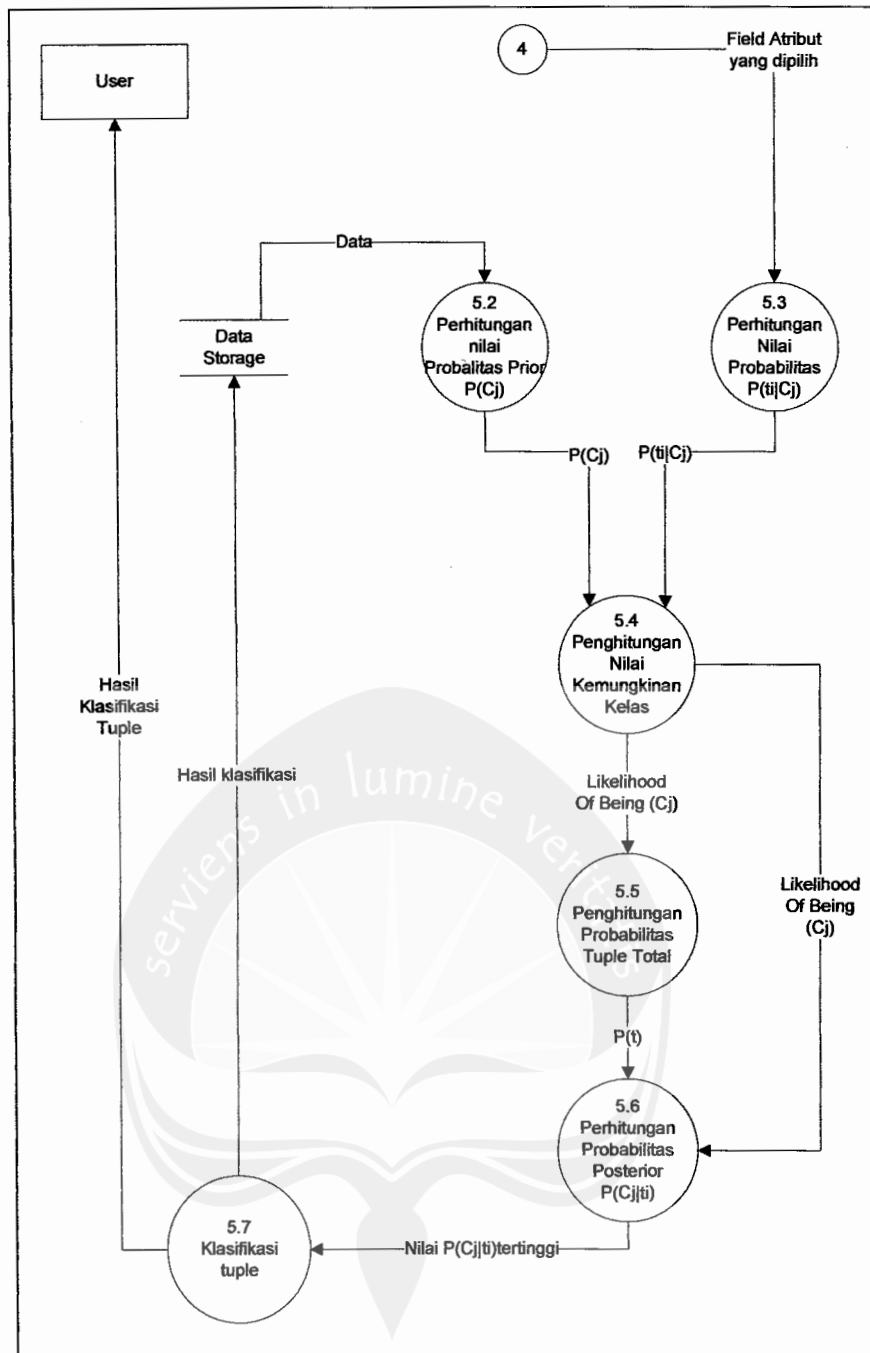 User
4
Field Atribut
yang dipilih
Data
Data
Storage
5.2
Perhitungan
nilai
Probalitas Prior
P(Cj)
5.3
Perhitungan
Nilai
Probabilitas
P(ti|Cj)
P(Cj)
P(ti|Cj)
5.4
Penghitungan
Nilai
Kemungkinan
Kelas
Hasil
Klasifikasi
Tuple
Hasil klasifikasi
Likelihood
Of Being (Cj)
serviens in lumine veritatis
5.5
Penghitungan
Probabilitas
Tuple Total
Likelihood
Of Being
(Cj)
P(t)
5.6
Perhitungan
Probabilitas
Posterior
P(Cj|ti)
5.7
Klasifikasi
tuple
Nilai P(Cj|ti)tertinggi